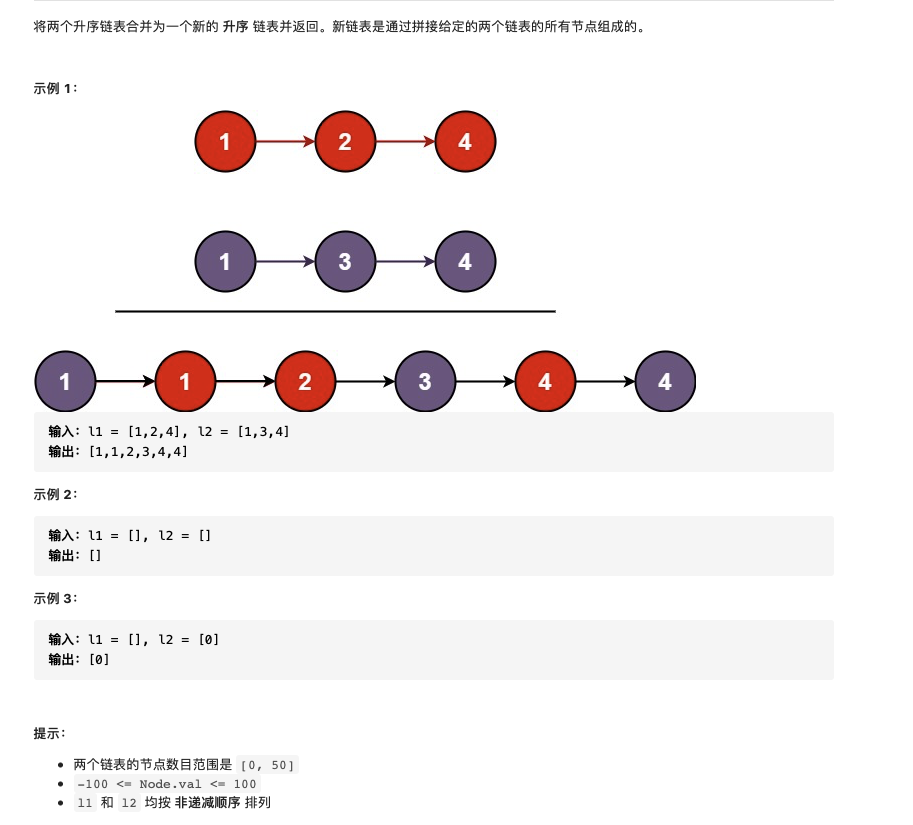 将两个升序链表合并为一个新的 升序 链表并返回。新链表是通过拼接给定的两个链表的所有节点组成的。
示例 1：
1 2 4
1 3 4
1 1 2 3 4 4
输入：l1 = [1,2,4], l2 = [1,3,4]
输出：[1,1,2,3,4,4]
示例 2：
输入：l1 = [], l2 = []
输出：[]
示例 3：
输入：l1 = [], l2 = [0]
输出：[0]
提示：
• 两个链表的节点数目范围是 [0, 50]
• -100 <= Node.val <= 100
• l1 和 l2 均按 非递减顺序 排列